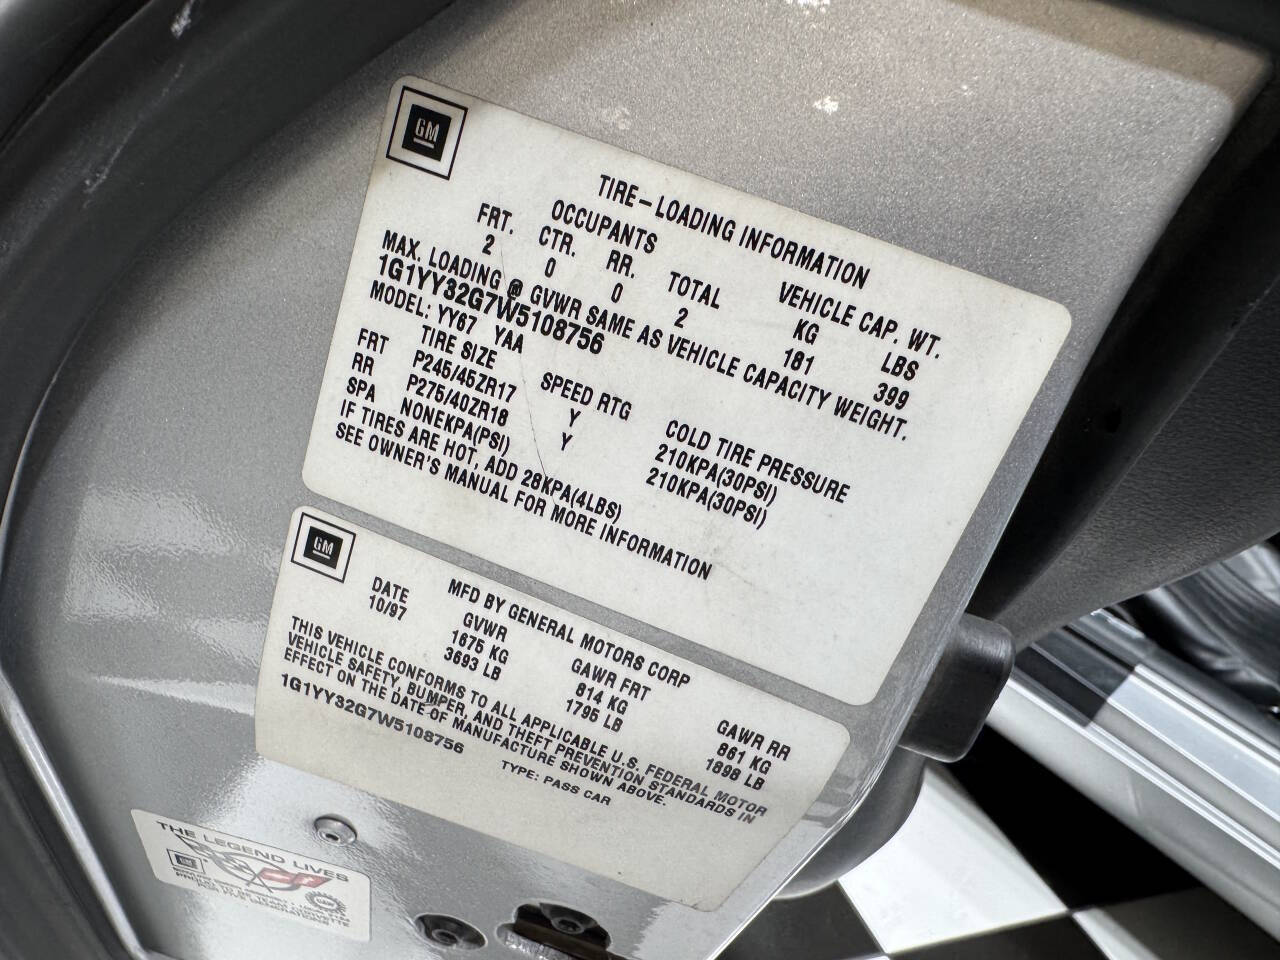 GM
TIRE-LOADING INFORMATION
OCCUPANTS VEHICLE CAP. WT.
FRT. CTR. RR. TOTAL KG LBS
2 0 0 2 181 399
MAX. LOADING @ GVWR SAME AS VEHICLE CAPACITY WEIGHT.
1G1YY32G7W5108756
MODEL: YY67 YAA
TIRE SIZE SPEED RTG COLD TIRE PRESSURE
FRT P245/45ZR17 Y 210KPA(30PSI)
RR P275/40ZR18 Y 210KPA(30PSI)
SPA NONEKPA(PSI)
IF TIRES ARE HOT, ADD 28KPA(4LBS)
SEE OWNER'S MANUAL FOR MORE INFORMATION
GM
MFD BY GENERAL MOTORS CORP
DATE GVWR GAWR FRT GAWR RR
10/97 1675 KG 814 KG 861 KG
3693 LB 1795 LB 1898 LB
THIS VEHICLE CONFORMS TO ALL APPLICABLE U.S. FEDERAL MOTOR
VEHICLE SAFETY, BUMPER, AND THEFT PREVENTION STANDARDS IN
EFFECT ON THE DATE OF MANUFACTURE SHOWN ABOVE.
1G1YY32G7W5108756 TYPE: PASS CAR
THE LEGEND LIVES
GM
FOR FIVE GENERATIONS